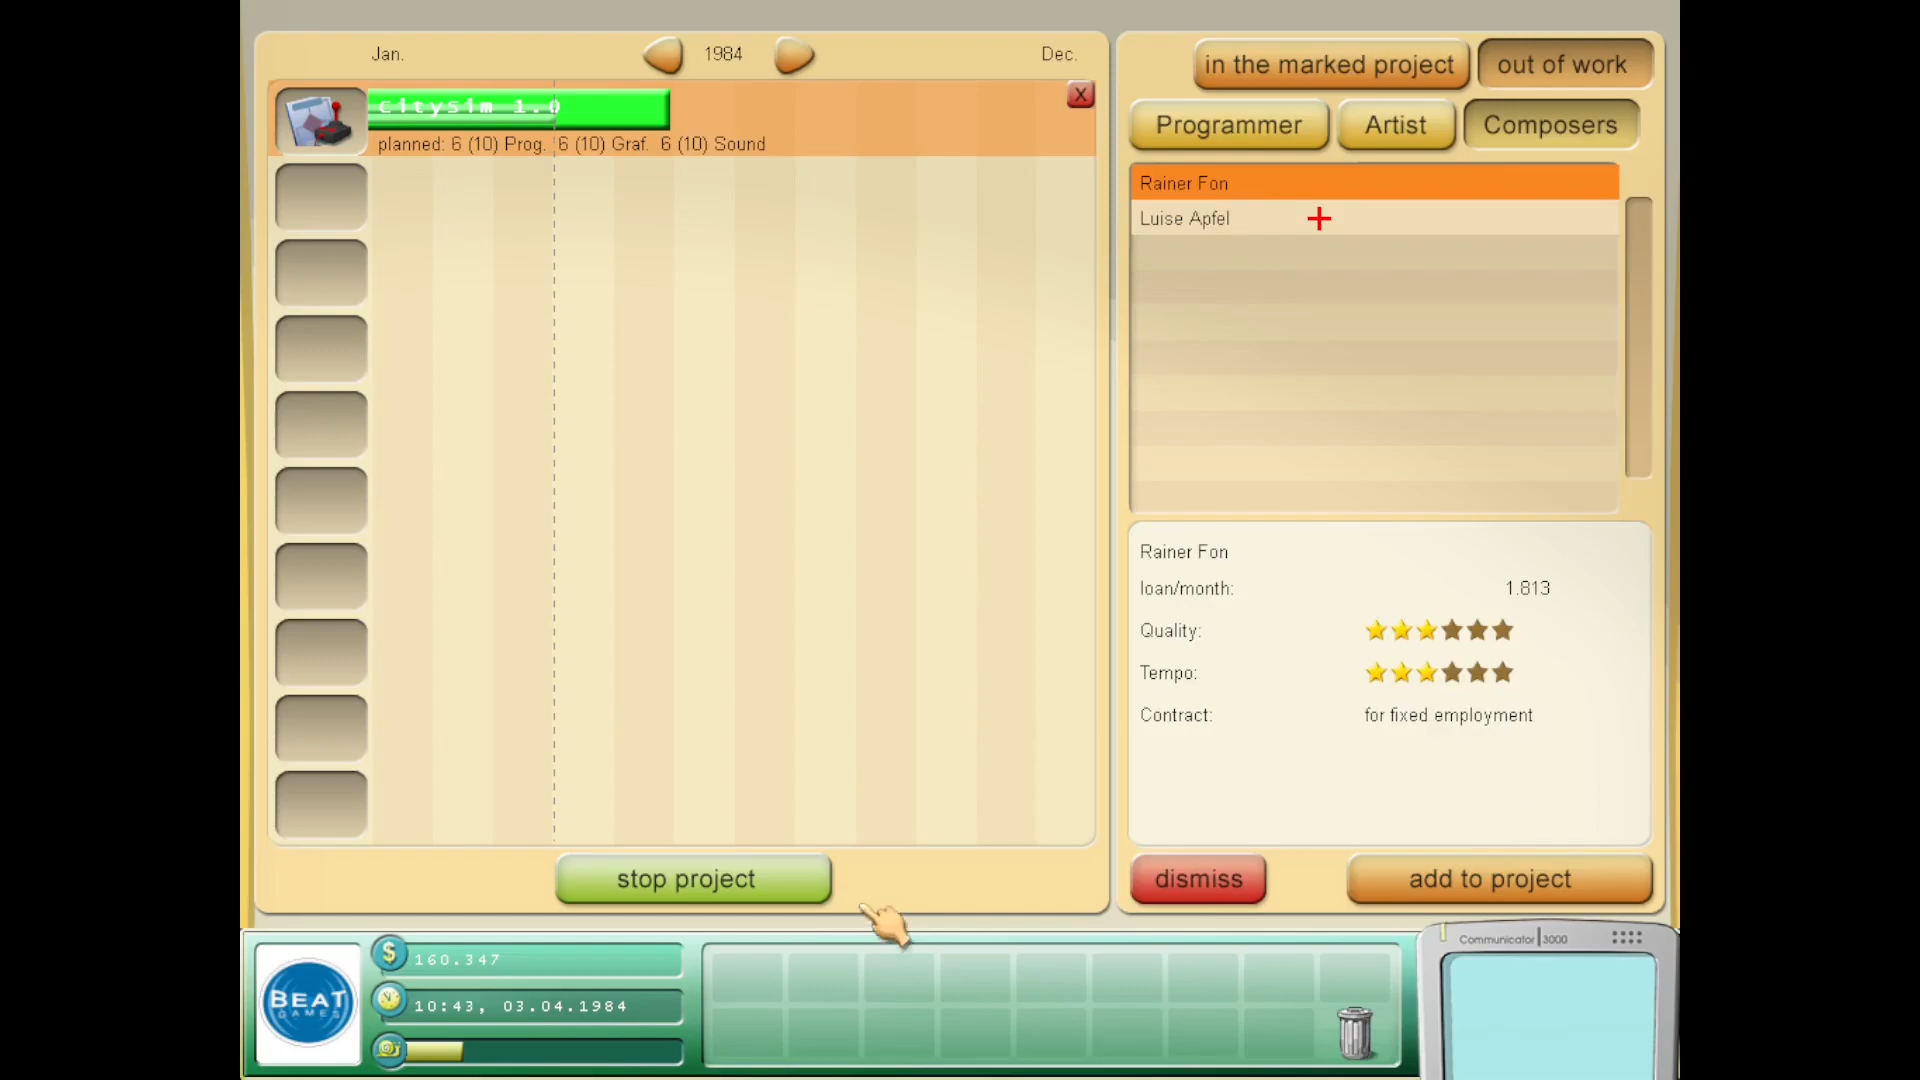 Jan. 1984 Dec.
citysim 1.0
X
planned: 6 (10) Prog. 6 (10) Graf. 6 (10) Sound
stop project
in the marked project out of work
Programmer Artist Composers
Rainer Fon
Luise Apfel
Rainer Fon
loan/month: 1.813
Quality:
Tempo:
Contract: for fixed employment
dismiss add to project
BEAT
GAMES
$ 160.347
10:43, 03.04.1984
Communicator 3000